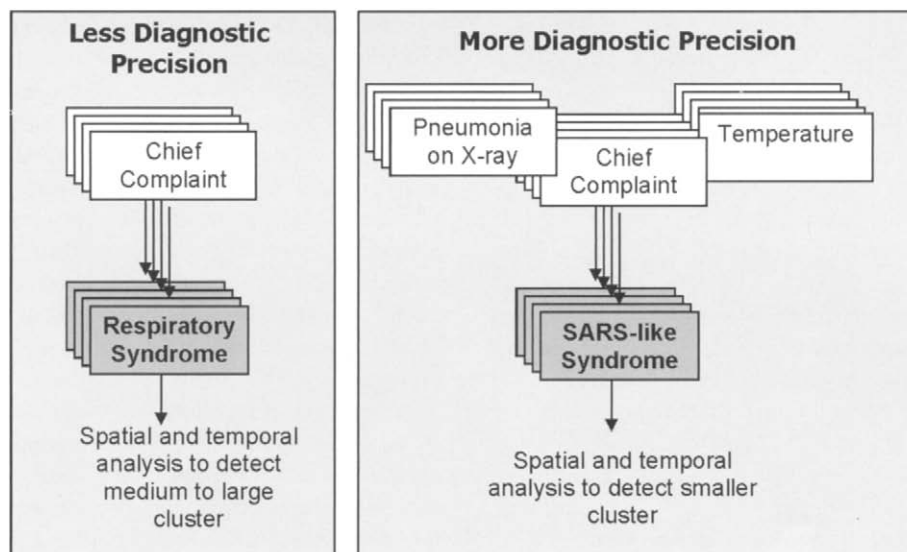 Less Diagnostic
Precision
Chief
Complaint
Respiratory
Syndrome
Spatial and temporal
analysis to detect
medium to large
cluster
More Diagnostic Precision
Pneumonia
on X-ray
Chief
Complaint
Temperature
SARS-like
Syndrome
Spatial and temporal
analysis to detect smaller
cluster